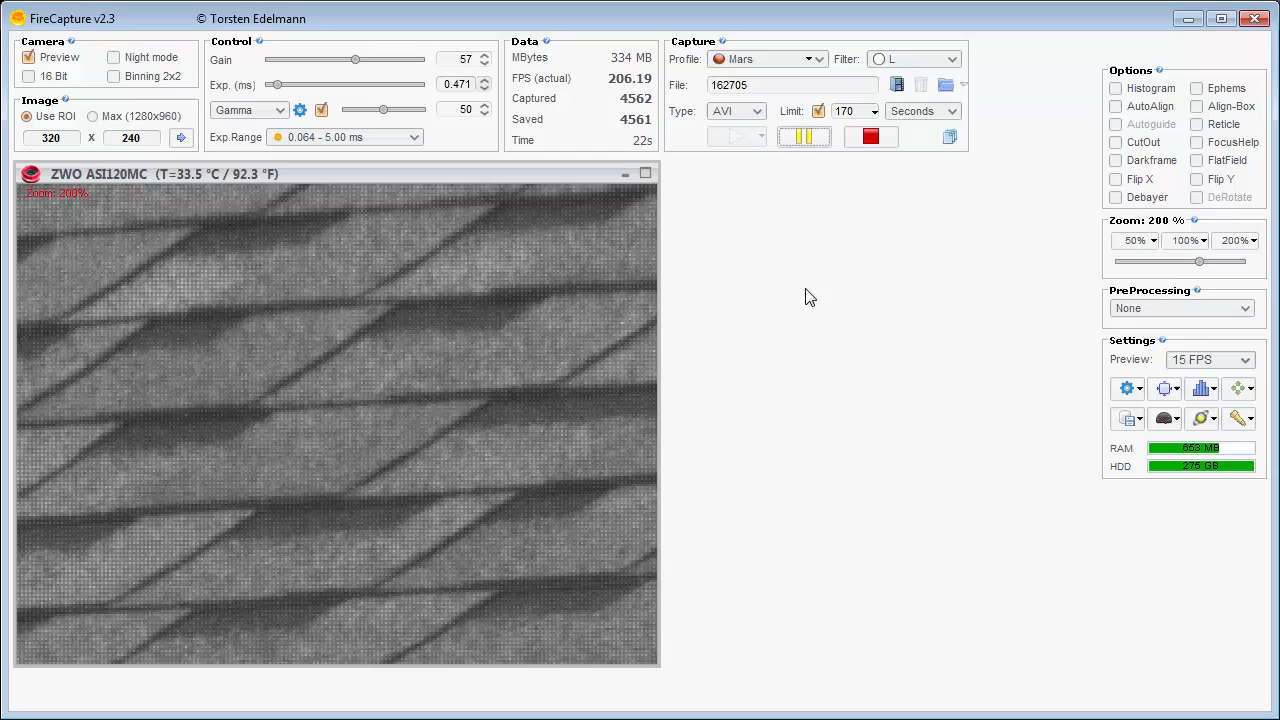 FireCapture v2.3 © Torsten Edelmann
Camera
Preview Night mode
16 Bit Binning 2x2
Image
Use ROI Max (1280x960)
320 x 240
Control
Gain 57
Exp. (ms) 0.471
Gamma 50
Exp.Range 0.064 - 5.00 ms
Data
MBytes 334 MB
FPS (actual) 206.19
Captured 4562
Saved 4561
Time 22s
Capture
Profile: Mars Filter: L
File: 162705
Type: AVI Limit: 170 Seconds
ZWO ASI120MC (T=33.5 °C / 92.3 °F)
Zoom: 200%
Options
Histogram Ephems
AutoAlign Align-Box
Autoguide Reticle
CutOut FocusHelp
Darkframe FlatField
Flip X Flip Y
Debayer DeRotate
Zoom: 200 %
50% 100% 200%
PreProcessing
None
Settings
Preview: 15 FPS
RAM 653 MB
HDD 275 GB